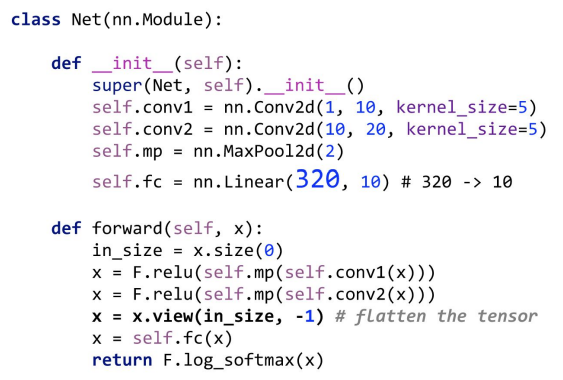 class Net(nn.Module):
    def __init__(self):
        super(Net, self).__init__()
        self.conv1 = nn.Conv2d(1, 10, kernel_size=5)
        self.conv2 = nn.Conv2d(10, 20, kernel_size=5)
        self.mp = nn.MaxPool2d(2)
        self.fc = nn.Linear(320, 10) # 320 -> 10
    def forward(self, x):
        in_size = x.size(0)
        x = F.relu(self.mp(self.conv1(x)))
        x = F.relu(self.mp(self.conv2(x)))
        x = x.view(in_size, -1) # flatten the tensor
        x = self.fc(x)
        return F.log_softmax(x)